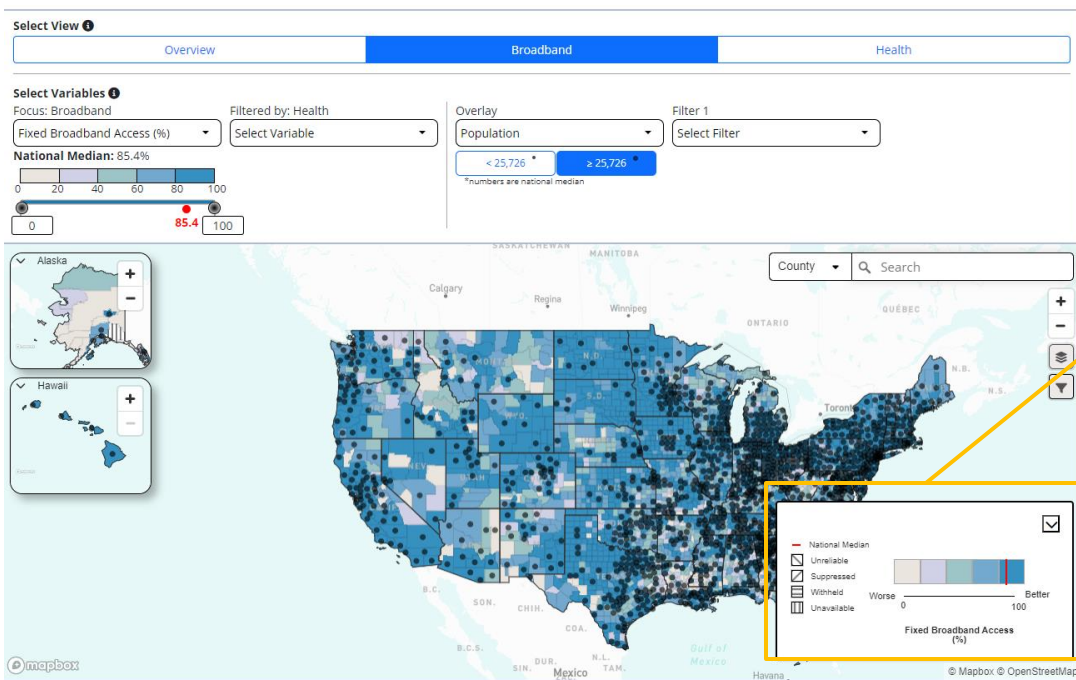 Select View
Overview
Broadband
Health
Select Variables
Focus: Broadband
Filtered by: Health
Overlay
Filter 1
Fixed Broadband Access (%)
Select Variable
Population
Select Filter
National Median: 85.4%
< 25,726 *
≥ 25,726 *
*numbers are national median
0 20 40 60 80 100
0
85.4
100
Alaska
+
−
Hawaii
+
−
County
Search
+
−
SASKATCHEWAN
MANITOBA
Calgary
Regina
Winnipeg
ONTARIO
QUÉBEC
N.B.
N.S.
Toronto
N.D.
S.D.
B.C.
SON.
CHIH.
COA.
B.C.S.
SIN.
DUR.
N.L.
TAM.
Mexico
Gulf of
Mexico
Havana
National Median
Unreliable
Suppressed
Withheld
Unavailable
Worse
Better
0
100
Fixed Broadband Access
(%)
mapbox
© Mapbox © OpenStreetMap